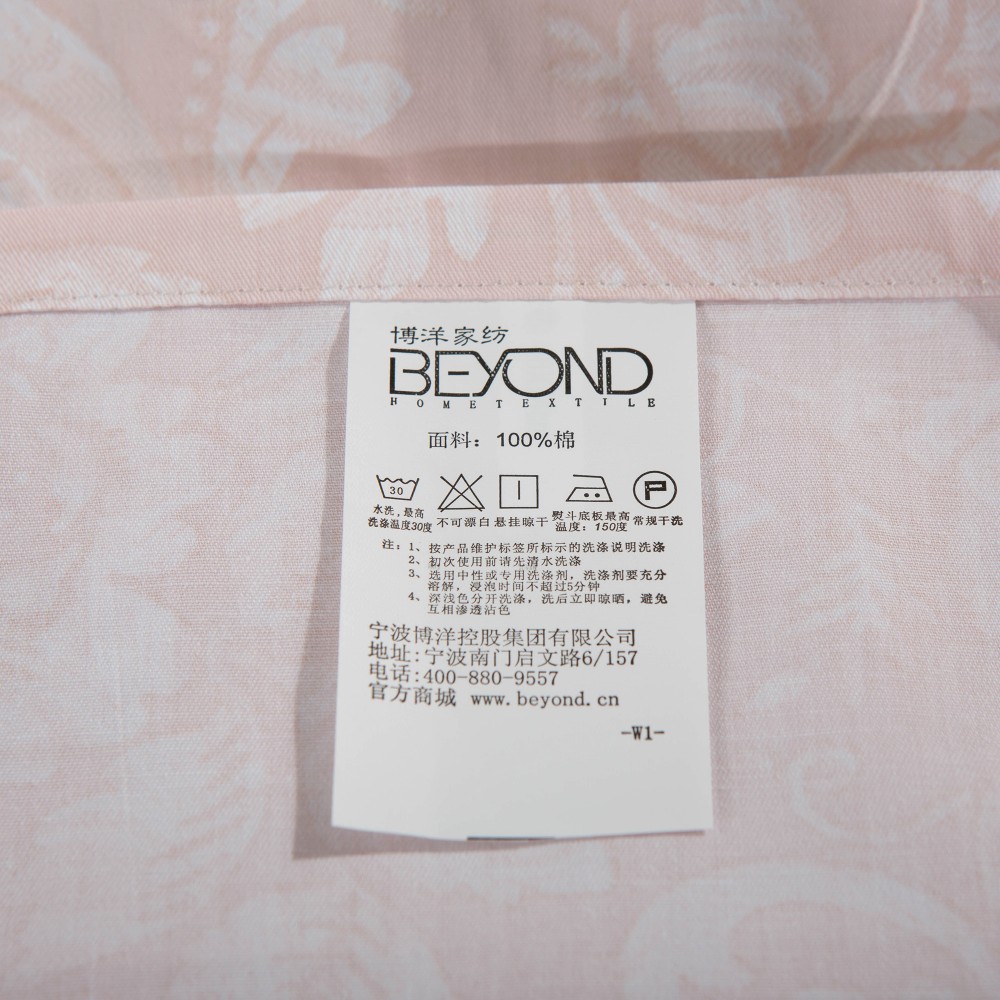 博洋家纺
BEYOND
HOMETEXTILE
面料：100%棉
30
P
水洗，最高
洗涤温度30度
不可漂白
悬挂晾干
熨斗底板最高
温度：150度
常规干洗
注：1、按产品维护标签所标示的洗涤说明洗涤
2、初次使用前请先清水洗涤
3、选用中性或专用洗涤剂，洗涤剂要充分
溶解，浸泡时间不超过5分钟
4、深浅色分开洗涤，洗后立即晾晒，避免
互相渗透沾色
宁波博洋控股集团有限公司
地址:宁波南门启文路6/157
电话:400-880-9557
官方商城 www.beyond.cn
-W1-